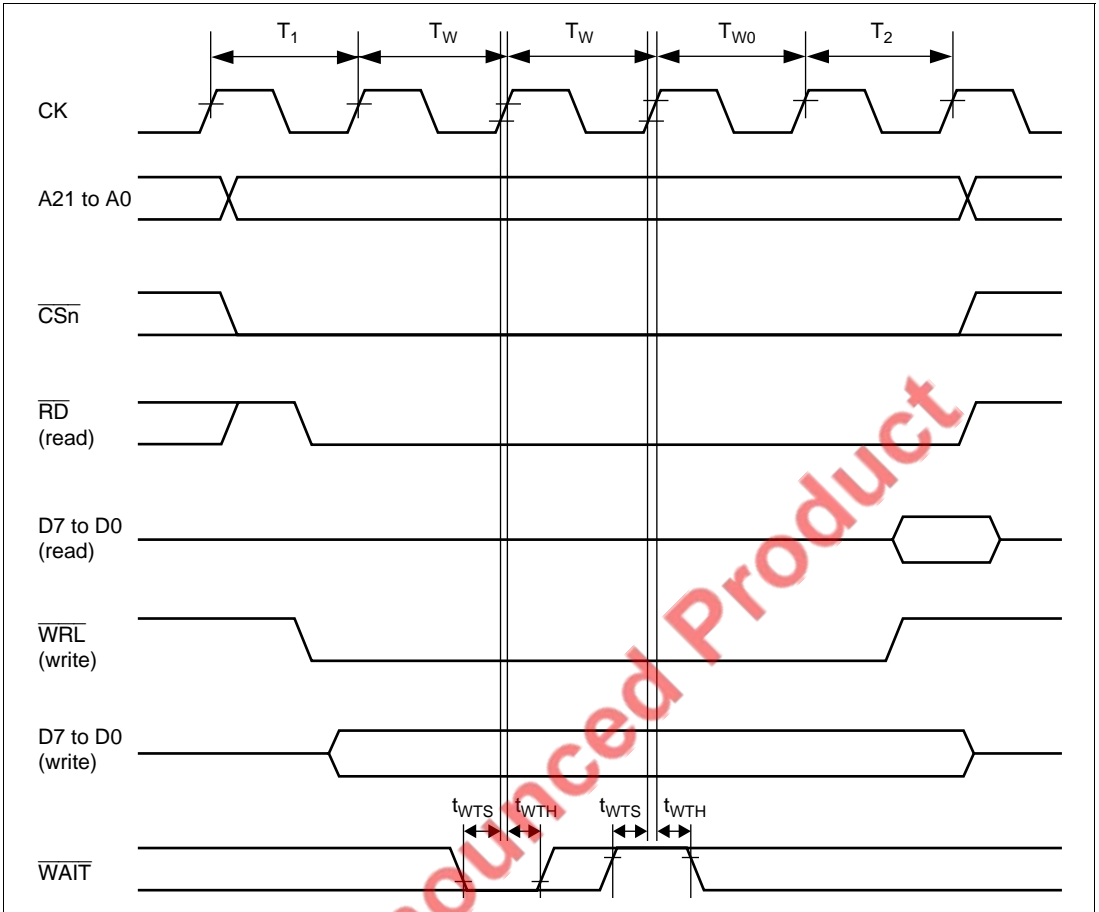 T1 TW TW TW0 T2
CK
A21 to A0
CSn
RD
(read)
D7 to D0
(read)
WRL
(write)
D7 to D0
(write)
tWTS tWTH tWTS tWTH
WAIT
Product